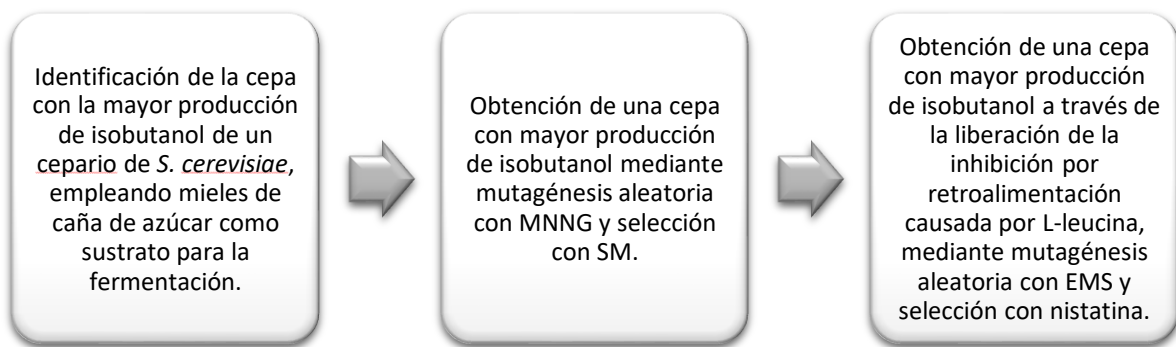 Identificación de la cepa
con la mayor producción
de isobutanol de un
cepario de S. cerevisiae,
empleando mieles de
caña de azúcar como
sustrato para la
fermentación.
Obtención de una cepa
con mayor producción
de isobutanol mediante
mutagénesis aleatoria
con MNNG y selección
con SM.
Obtención de una cepa
con mayor producción
de isobutanol a través de
la liberación de la
inhibición por
retroalimentación
causada por L-leucina,
mediante mutagénesis
aleatoria con EMS y
selección con nistatina.